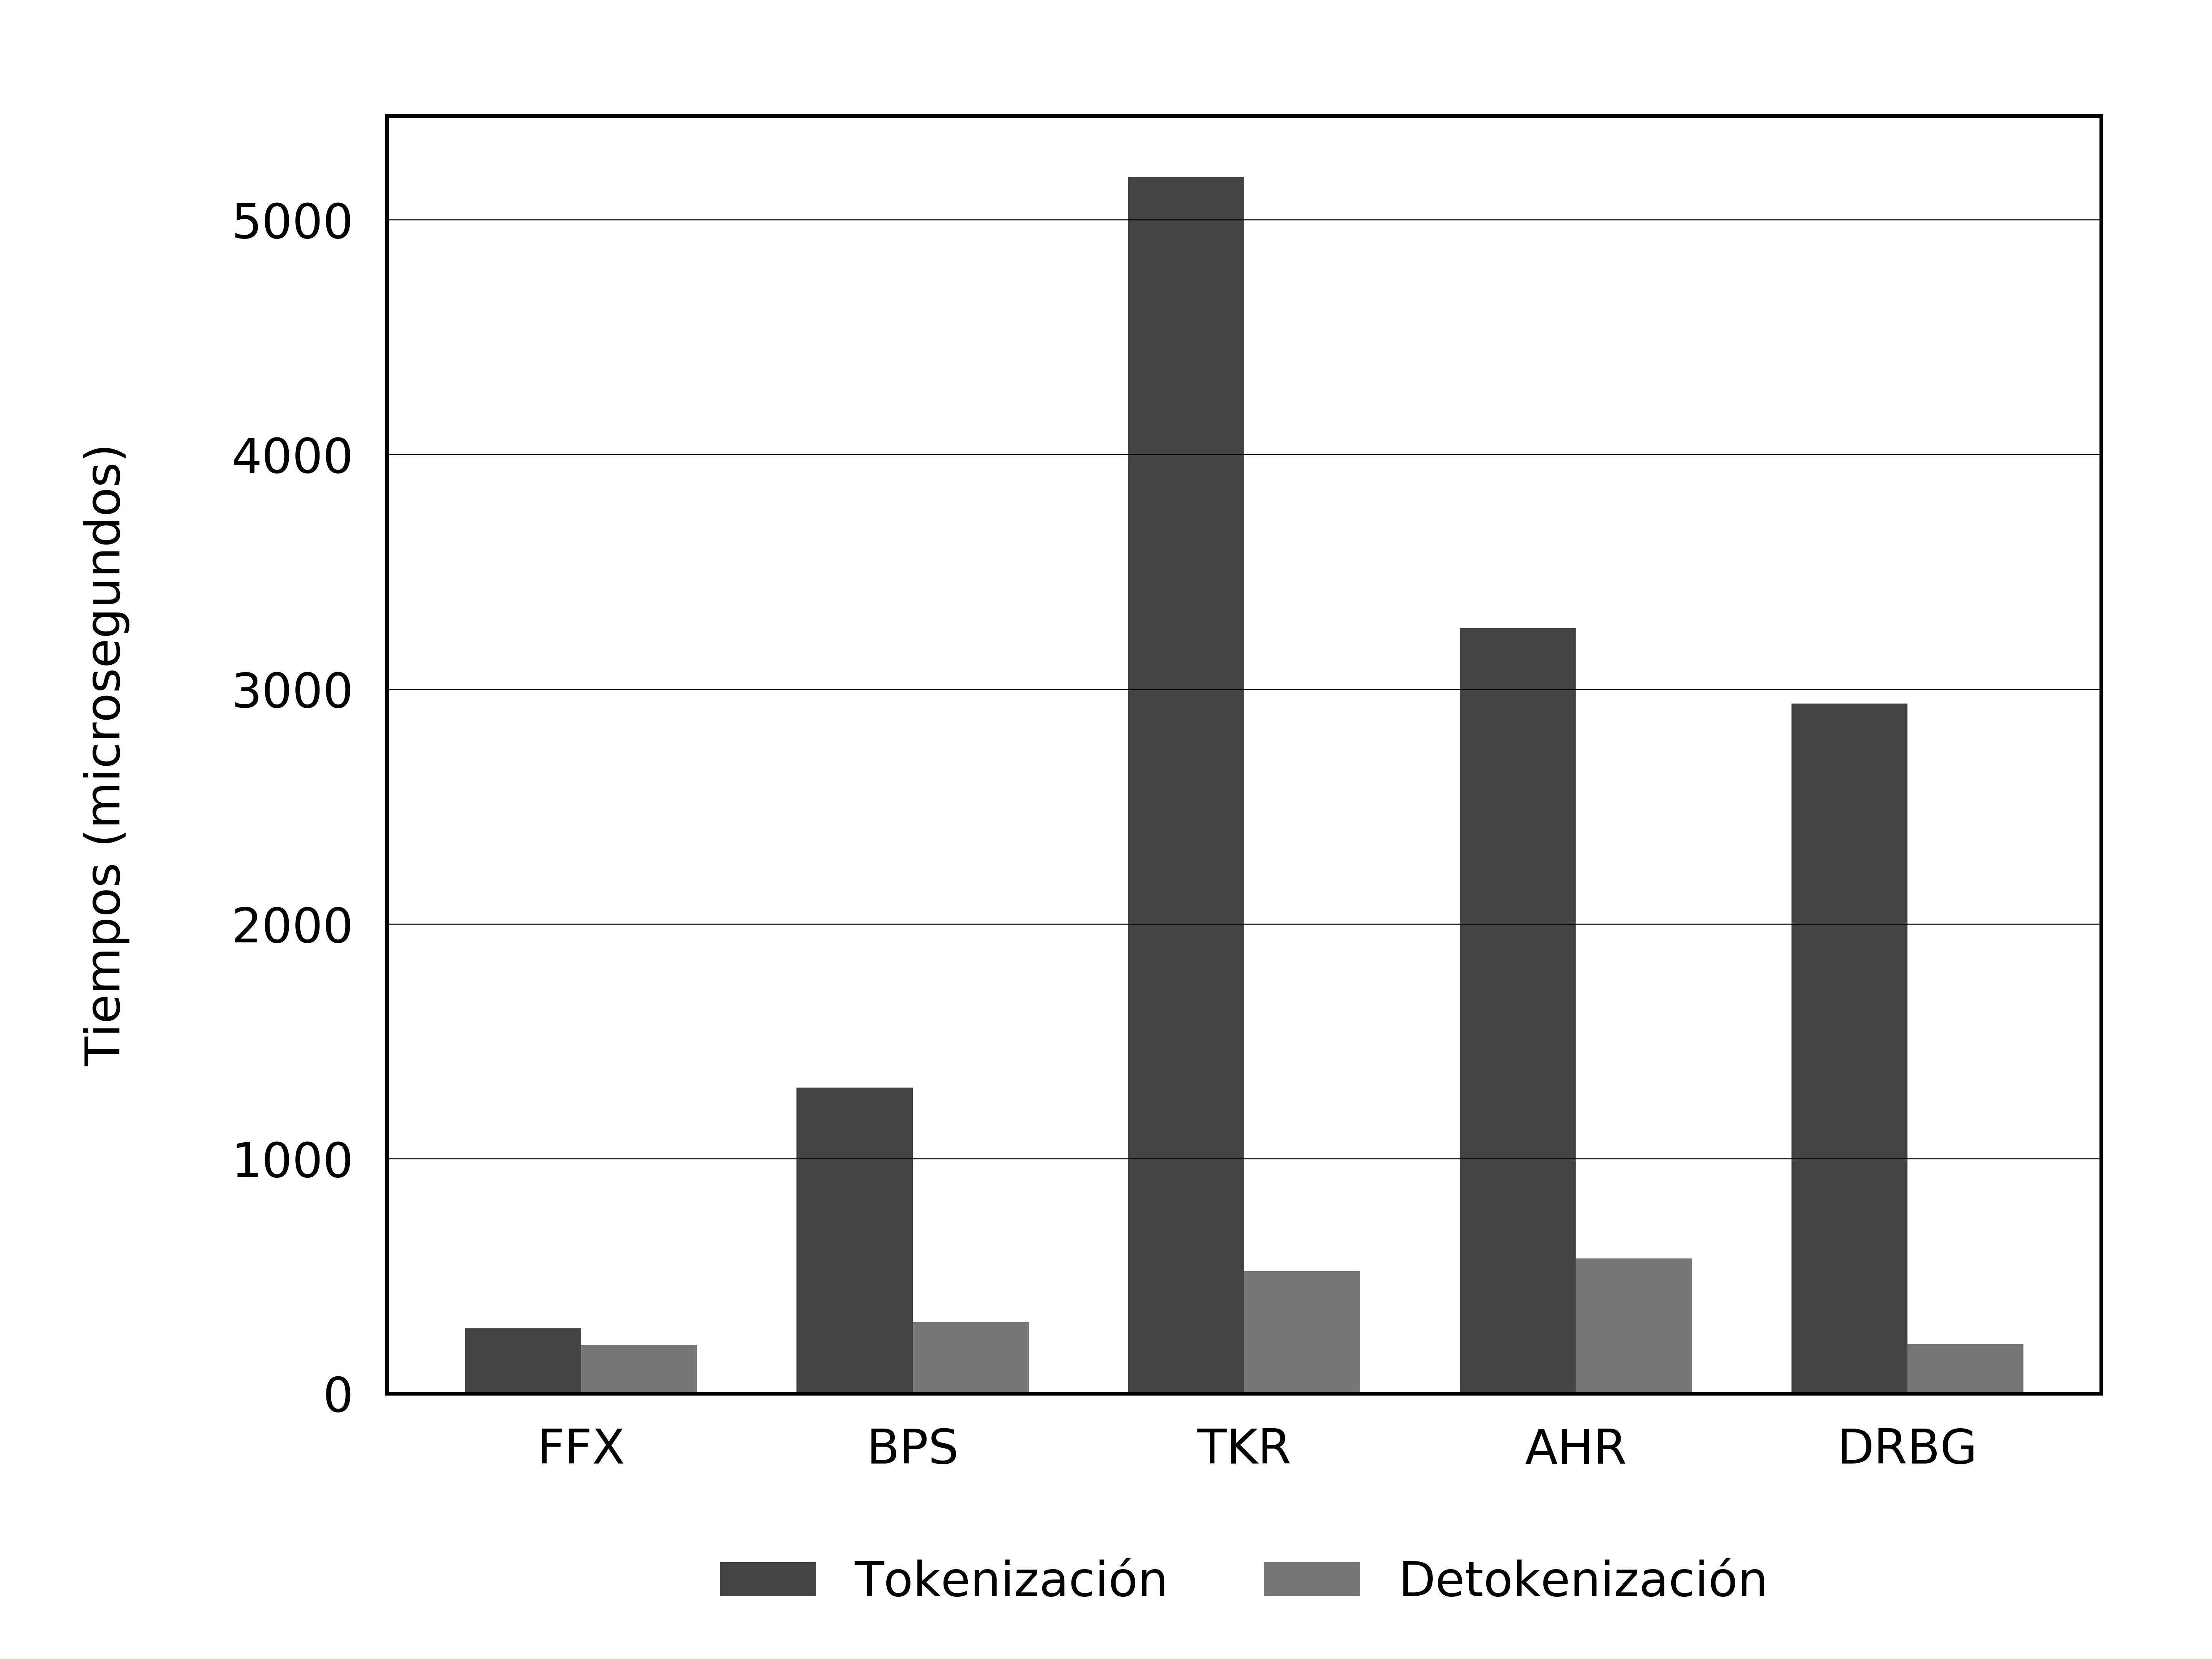 Tiempos (microsegundos)
5000
4000
3000
2000
1000
0
FFX BPS TKR AHR DRBG
Tokenización Detokenización